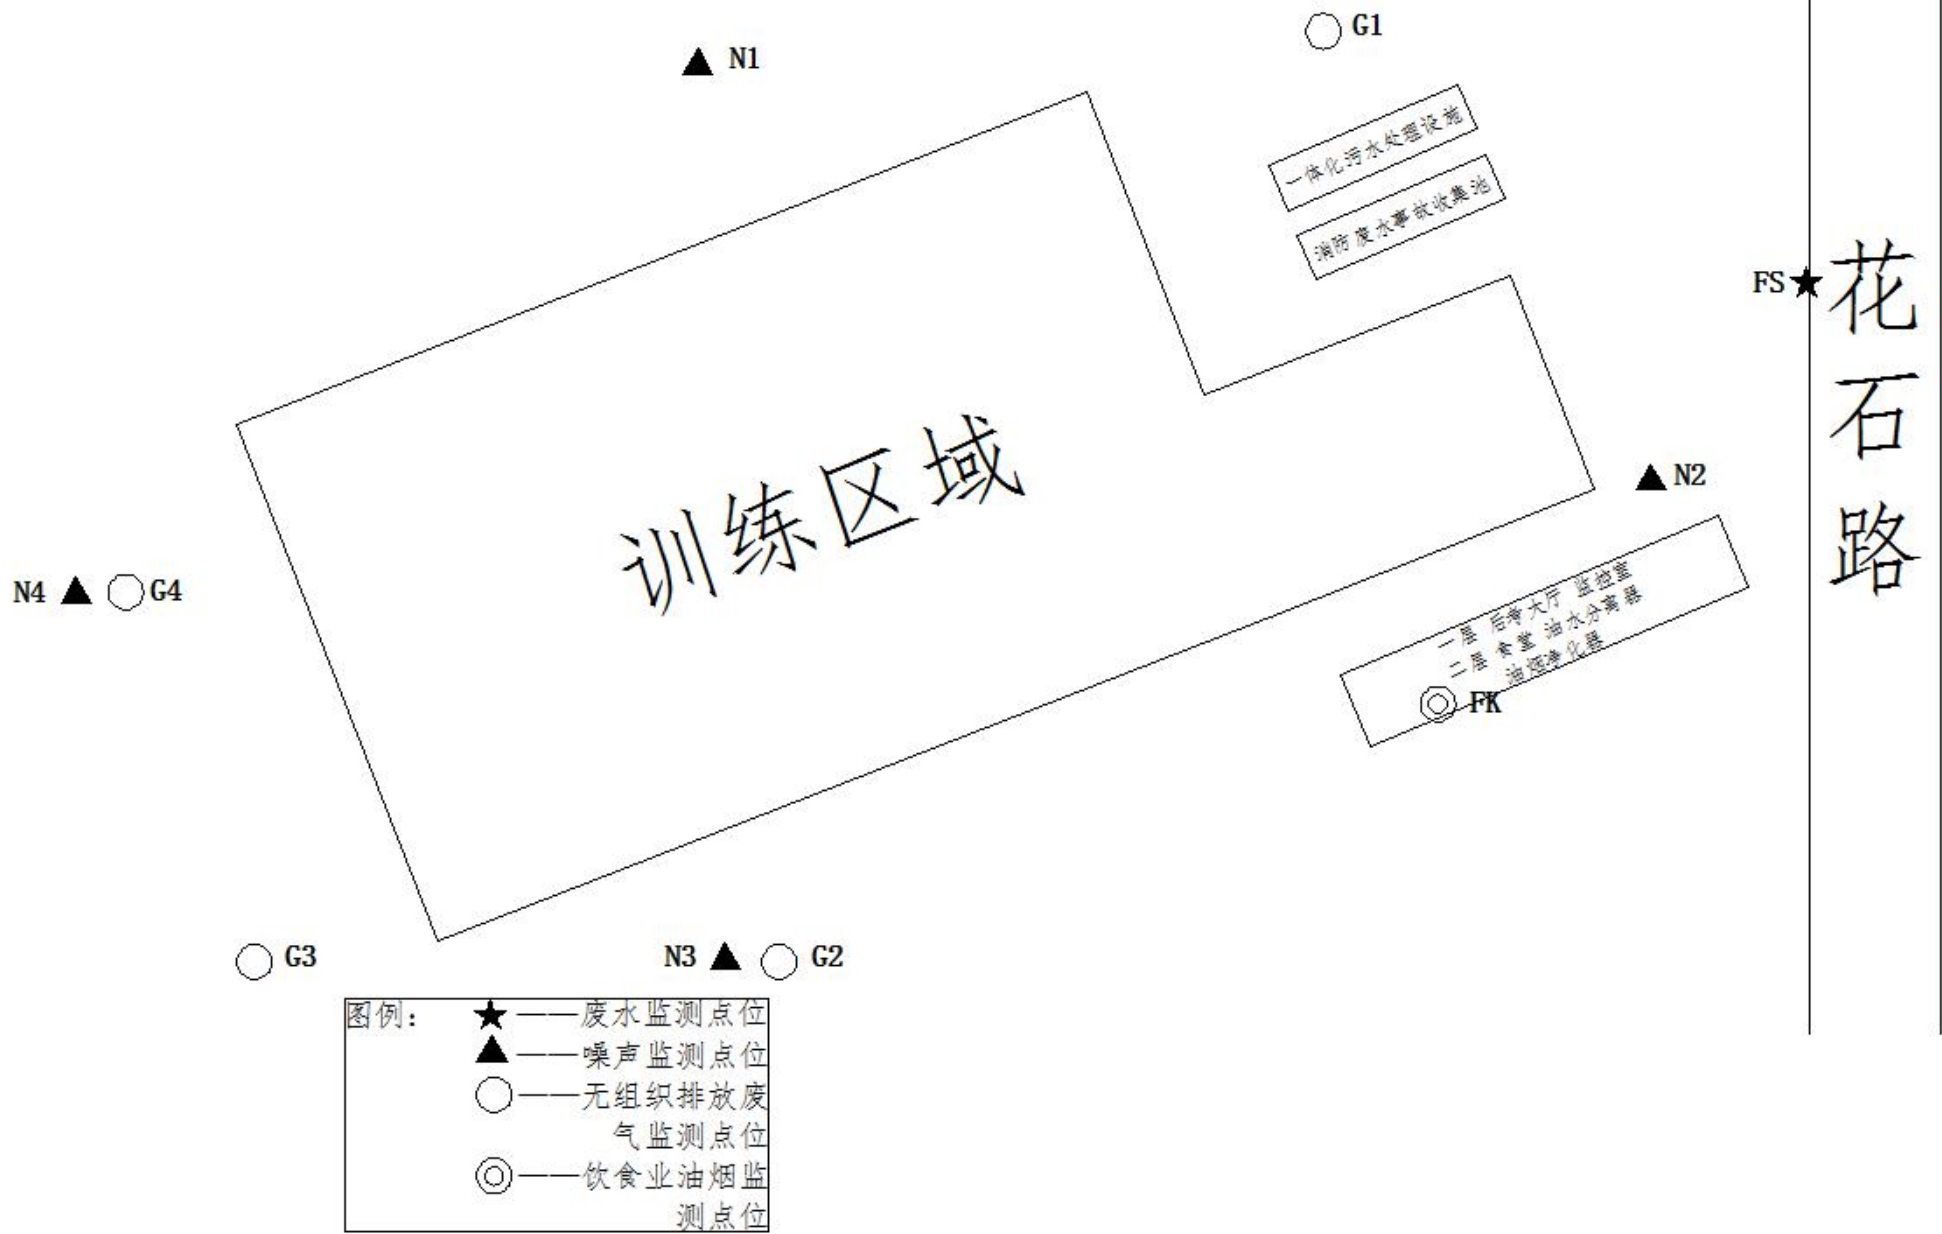 G1
N1
一体化污水处理设施
消防废水事故收集池
FS
花石路
训练区域
N2
N4
G4
一层 后考大厅 监控室
二层 食堂 油水分离器
油烟净化器
FK
G3
N3
G2
图例：
——废水监测点位
——噪声监测点位
——无组织排放废
气监测点位
——饮食业油烟监
测点位